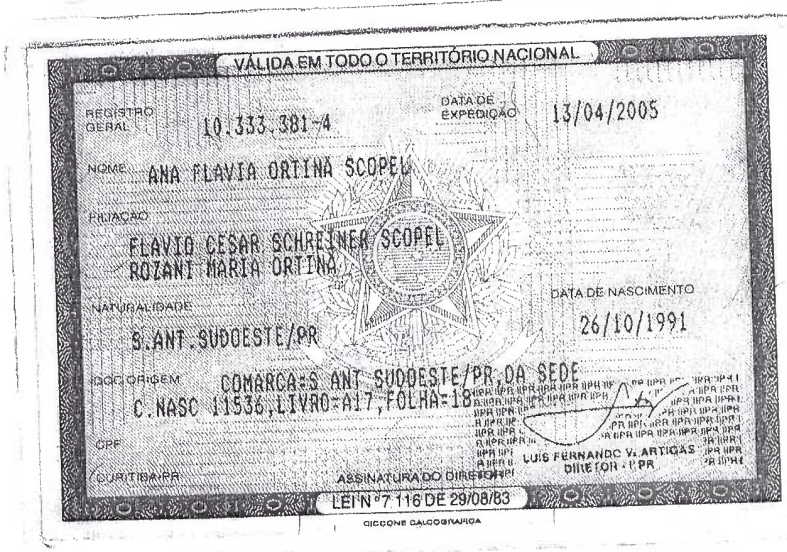 VÁLIDA EM TODO O TERRITÓRIO NACIONAL
REGISTRO GERAL 10.333.381-4 DATA DE EXPEDIÇÃO 13/04/2005
NOME ANA FLAVIA ORTINA SCOPEL
FILIAÇÃO
FLAVIO CESAR SCHREINER SCOPEL
ROZANI MARIA ORTINA
NATURALIDADE DATA DE NASCIMENTO
S.ANT.SUDOESTE/PR 26/10/1991
DOC ORIGEM COMARCA=S ANT SUDOESTE/PR,DA SEDE
C.NASC 11536,LIVRO=A17,FOLHA=18
CPF
CURITIBA-PR
LUIS FERNANDO V. ARTIGAS
DIRETOR - PR
ASSINATURA DO DIRETOR
LEI Nº 7.116 DE 29/08/83
CICCONE CALCOGRAFICA